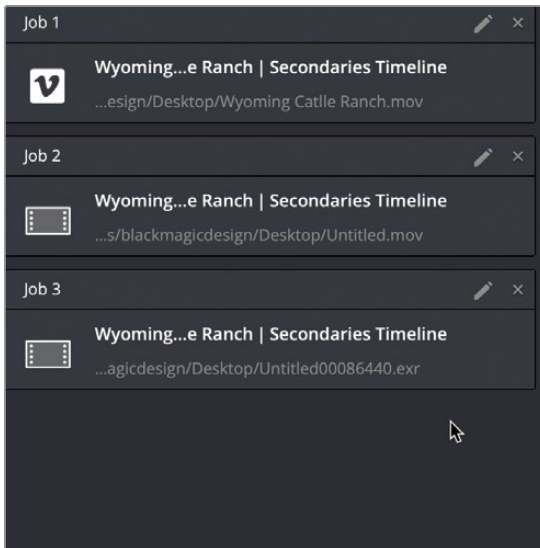 Job 1
Wyoming...e Ranch | Secondaries Timeline
...esign/Desktop/Wyoming Catlle Ranch.mov
Job 2
Wyoming...e Ranch | Secondaries Timeline
...s/blackmagicdesign/Desktop/Untitled.mov
Job 3
Wyoming...e Ranch | Secondaries Timeline
...agicdesign/Desktop/Untitled00086440.exr